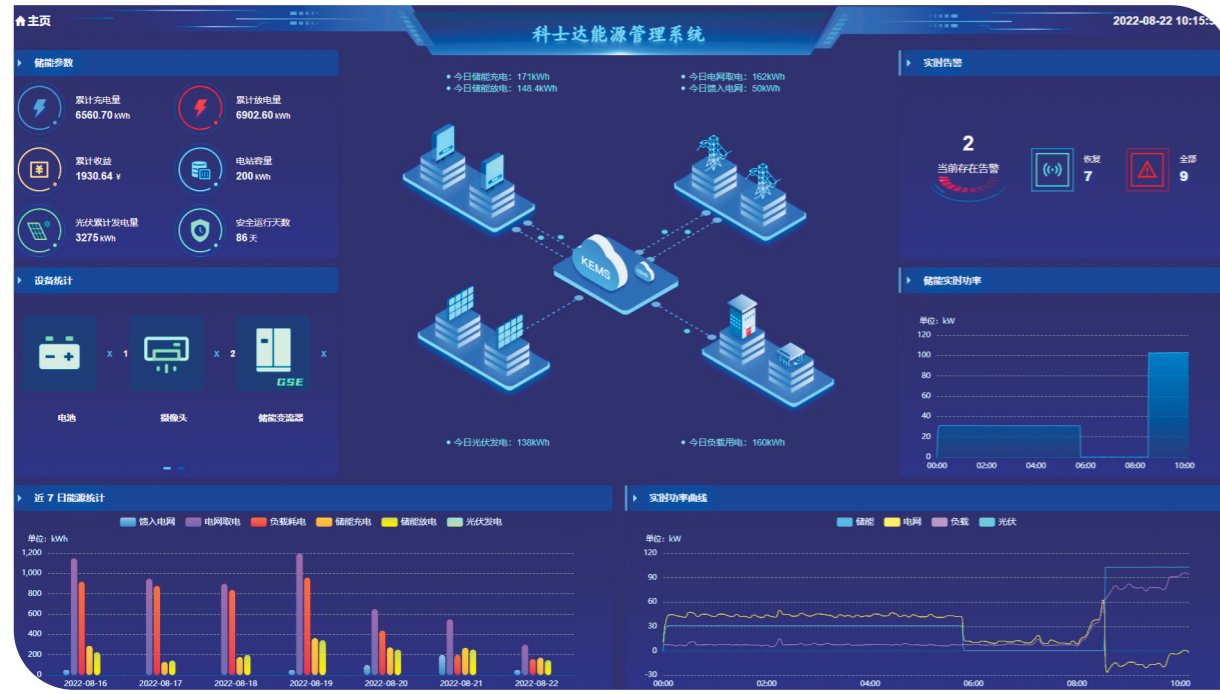 主页
科士达能源管理系统
2022-08-22 10:15:5
储能参数
累计充电量
6560.70 kWh
累计放电量
6902.60 kWh
累计收益
1930.64 ¥
电站容量
200 kWh
光伏累计发电量
3275 kWh
安全运行天数
86 天
• 今日储能充电: 171kWh
• 今日储能放电: 148.4kWh
• 今日电网取电: 162kWh
• 今日馈入电网: 50kWh
KEMS
• 今日光伏发电: 138kWh
• 今日负载用电: 160kWh
实时告警
2
当前存在告警
恢复
7
全部
9
设备统计
x 1
x 2
x
GSE
电池
摄像头
储能变流器
储能实时功率
单位: kW
120
100
80
60
40
20
0
00:00 02:00 04:00 06:00 08:00 10:00
近 7 日能源统计
馈入电网 电网取电 负载耗电 储能充电 储能放电 光伏发电
单位: kWh
1,200
1,000
800
600
400
200
0
2022-08-16 2022-08-17 2022-08-18 2022-08-19 2022-08-20 2022-08-21 2022-08-22
实时功率曲线
储能 电网 负载 光伏
单位: kW
120
90
60
30
0
-30
00:00 02:00 04:00 06:00 08:00 10:00